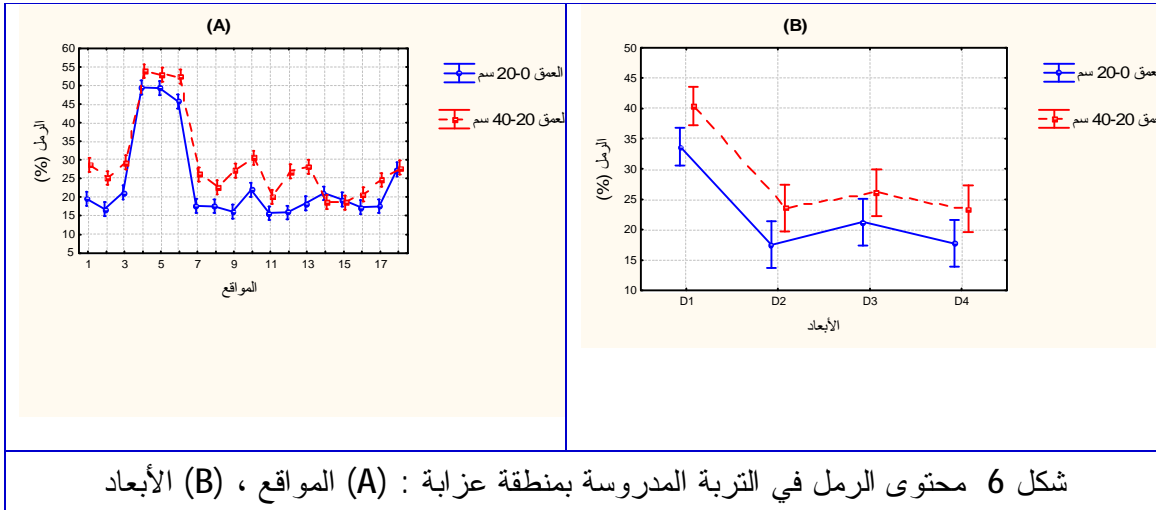 (A)
60
55
50
45
40
35
30
25
20
15
10
5
الرمل (%)
1 3 5 7 9 11 13 15 17
المواقع
العمق 0-20 سم
لعمق 20-40 سم
(B)
50
45
40
35
30
25
20
15
10
الرمل (%)
D1 D2 D3 D4
الأبعاد
عمق 0-20 سم
عمق 20-40 سم
شكل 6 محتوى الرمل في التربة المدروسة بمنطقة عزابة : (A) المواقع ، (B) الأبعاد